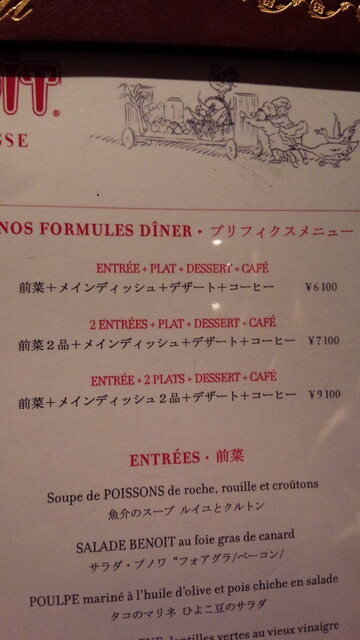 OIT®
SSE
NOS FORMULES DÎNER・プリフィクスメニュー
ENTRÉE + PLAT + DESSERT + CAFÉ
前菜＋メインディッシュ＋デザート＋コーヒー ¥6100
2 ENTRÉES + PLAT + DESSERT + CAFÉ
前菜２品＋メインディッシュ＋デザート＋コーヒー ¥7100
ENTRÉE + 2 PLATS + DESSERT + CAFÉ
前菜＋メインディッシュ２品＋デザート＋コーヒー ¥9100
ENTRÉES・前菜
Soupe de POISSONS de roche, rouille et croûtons
魚介のスープ ルイユとクルトン
SALADE BENOIT au foie gras de canard
サラダ・ブノワ “フォアグラ/ベーコン/
POULPE mariné à l'huile d'olive et pois chiche en salade
タコのマリネ ひよこ豆のサラダ
lentilles vertes au vieux vinaigre